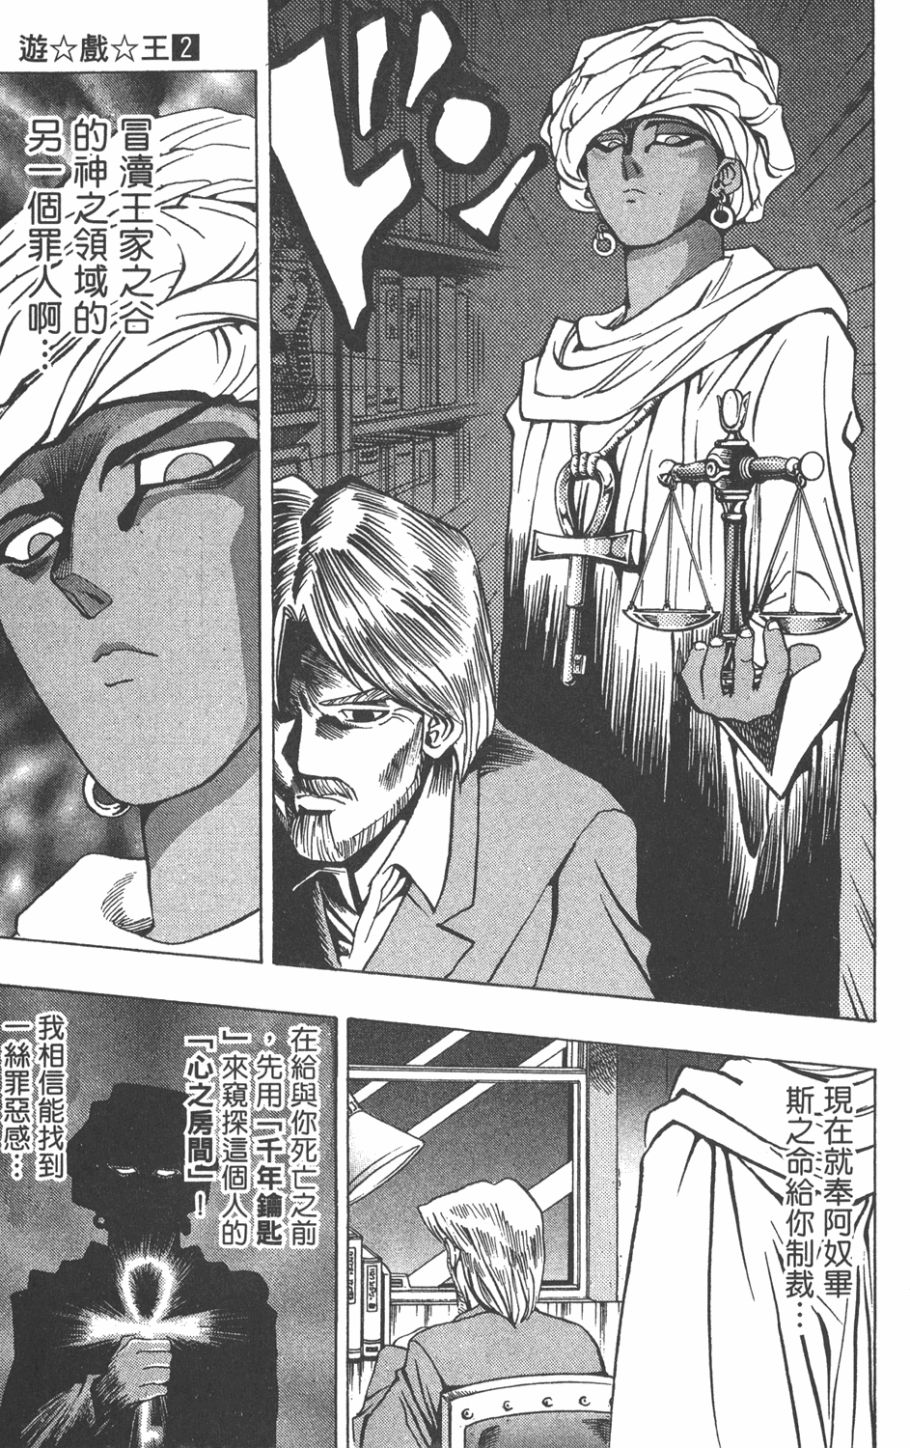 遊☆戲☆王2
ドン
冒瀆王家之谷
的神之領域的
另一個罪人啊…
現在就奉阿奴畢
斯之命給你制裁…
在給與你死亡之前
，先用「千年鑰匙
」來窺探這個人的
「心之房間」！
我相信能找到
一絲罪惡感…